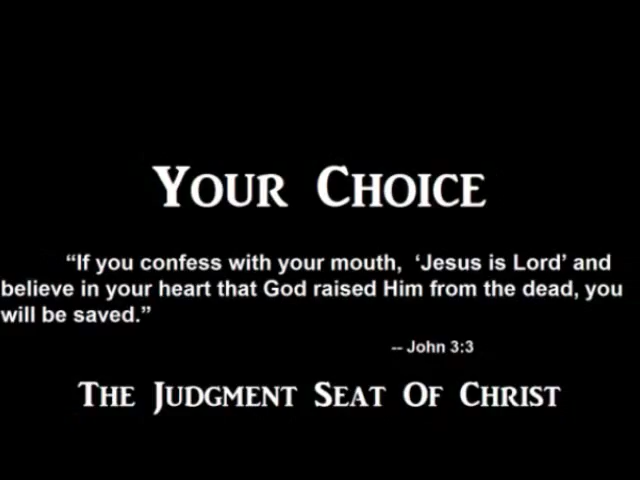 YOUR CHOICE
“If you confess with your mouth, ‘Jesus is Lord’ and
believe in your heart that God raised Him from the dead, you
will be saved.”
-- John 3:3
THE JUDGMENT SEAT OF CHRIST